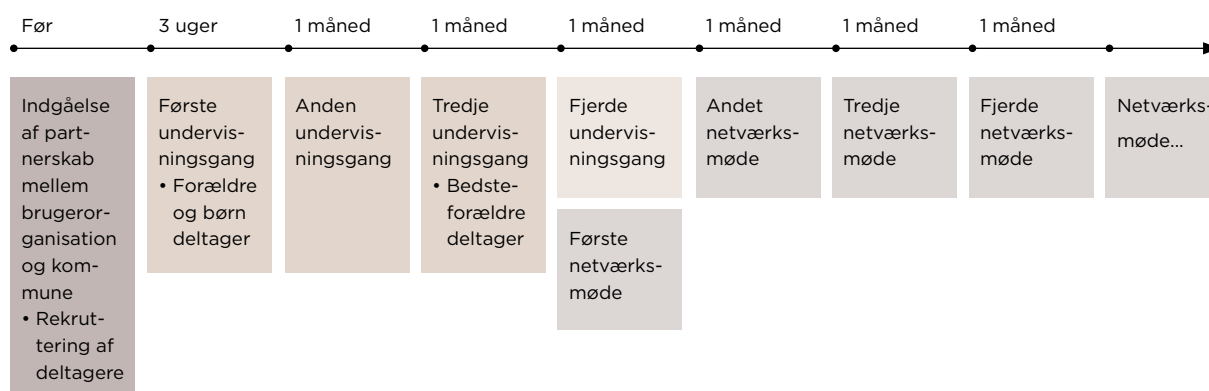 Før
3 uger
1 måned
1 måned
1 måned
1 måned
1 måned
1 måned
Indgåelse
af part-
nerskab
mellem
brugeror-
ganisation
og kom-
mune
• Rekrut-
tering af
deltagere
Første
undervis-
ningsgang
• Forældre
og børn
deltager
Anden
undervis-
ningsgang
Tredje
undervis-
ningsgang
• Bedste-
forældre
deltager
Fjerde
undervis-
ningsgang
Første
netværks-
møde
Andet
netværks-
møde
Tredje
netværks-
møde
Fjerde
netværks-
møde
Netværks-
møde...